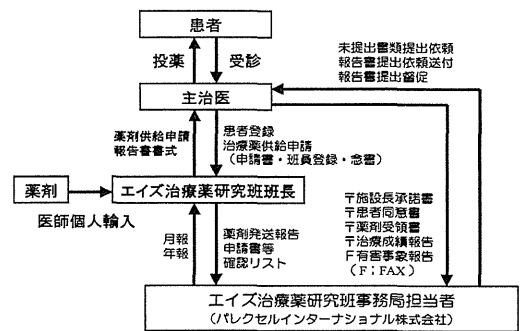 患者
投薬
受診
未提出書類提出依頼
報告書提出依頼送付
報告書提出督促
主治医
薬剤供給申請
報告書書式
患者登録
治療薬供給申請
(申請書・班員登録・念書)
薬剤
エイズ治療薬研究班班長
医師個人輸入
〒施設長承諾書
〒患者同意書
〒薬剤受領書
〒治療成績報告
F有害事象報告
(F:FAX)
月報
年報
薬剤発送報告
申請書等
確認リスト
エイズ治療薬研究班事務局担当者
(パレクセルインターナショナル株式会社)